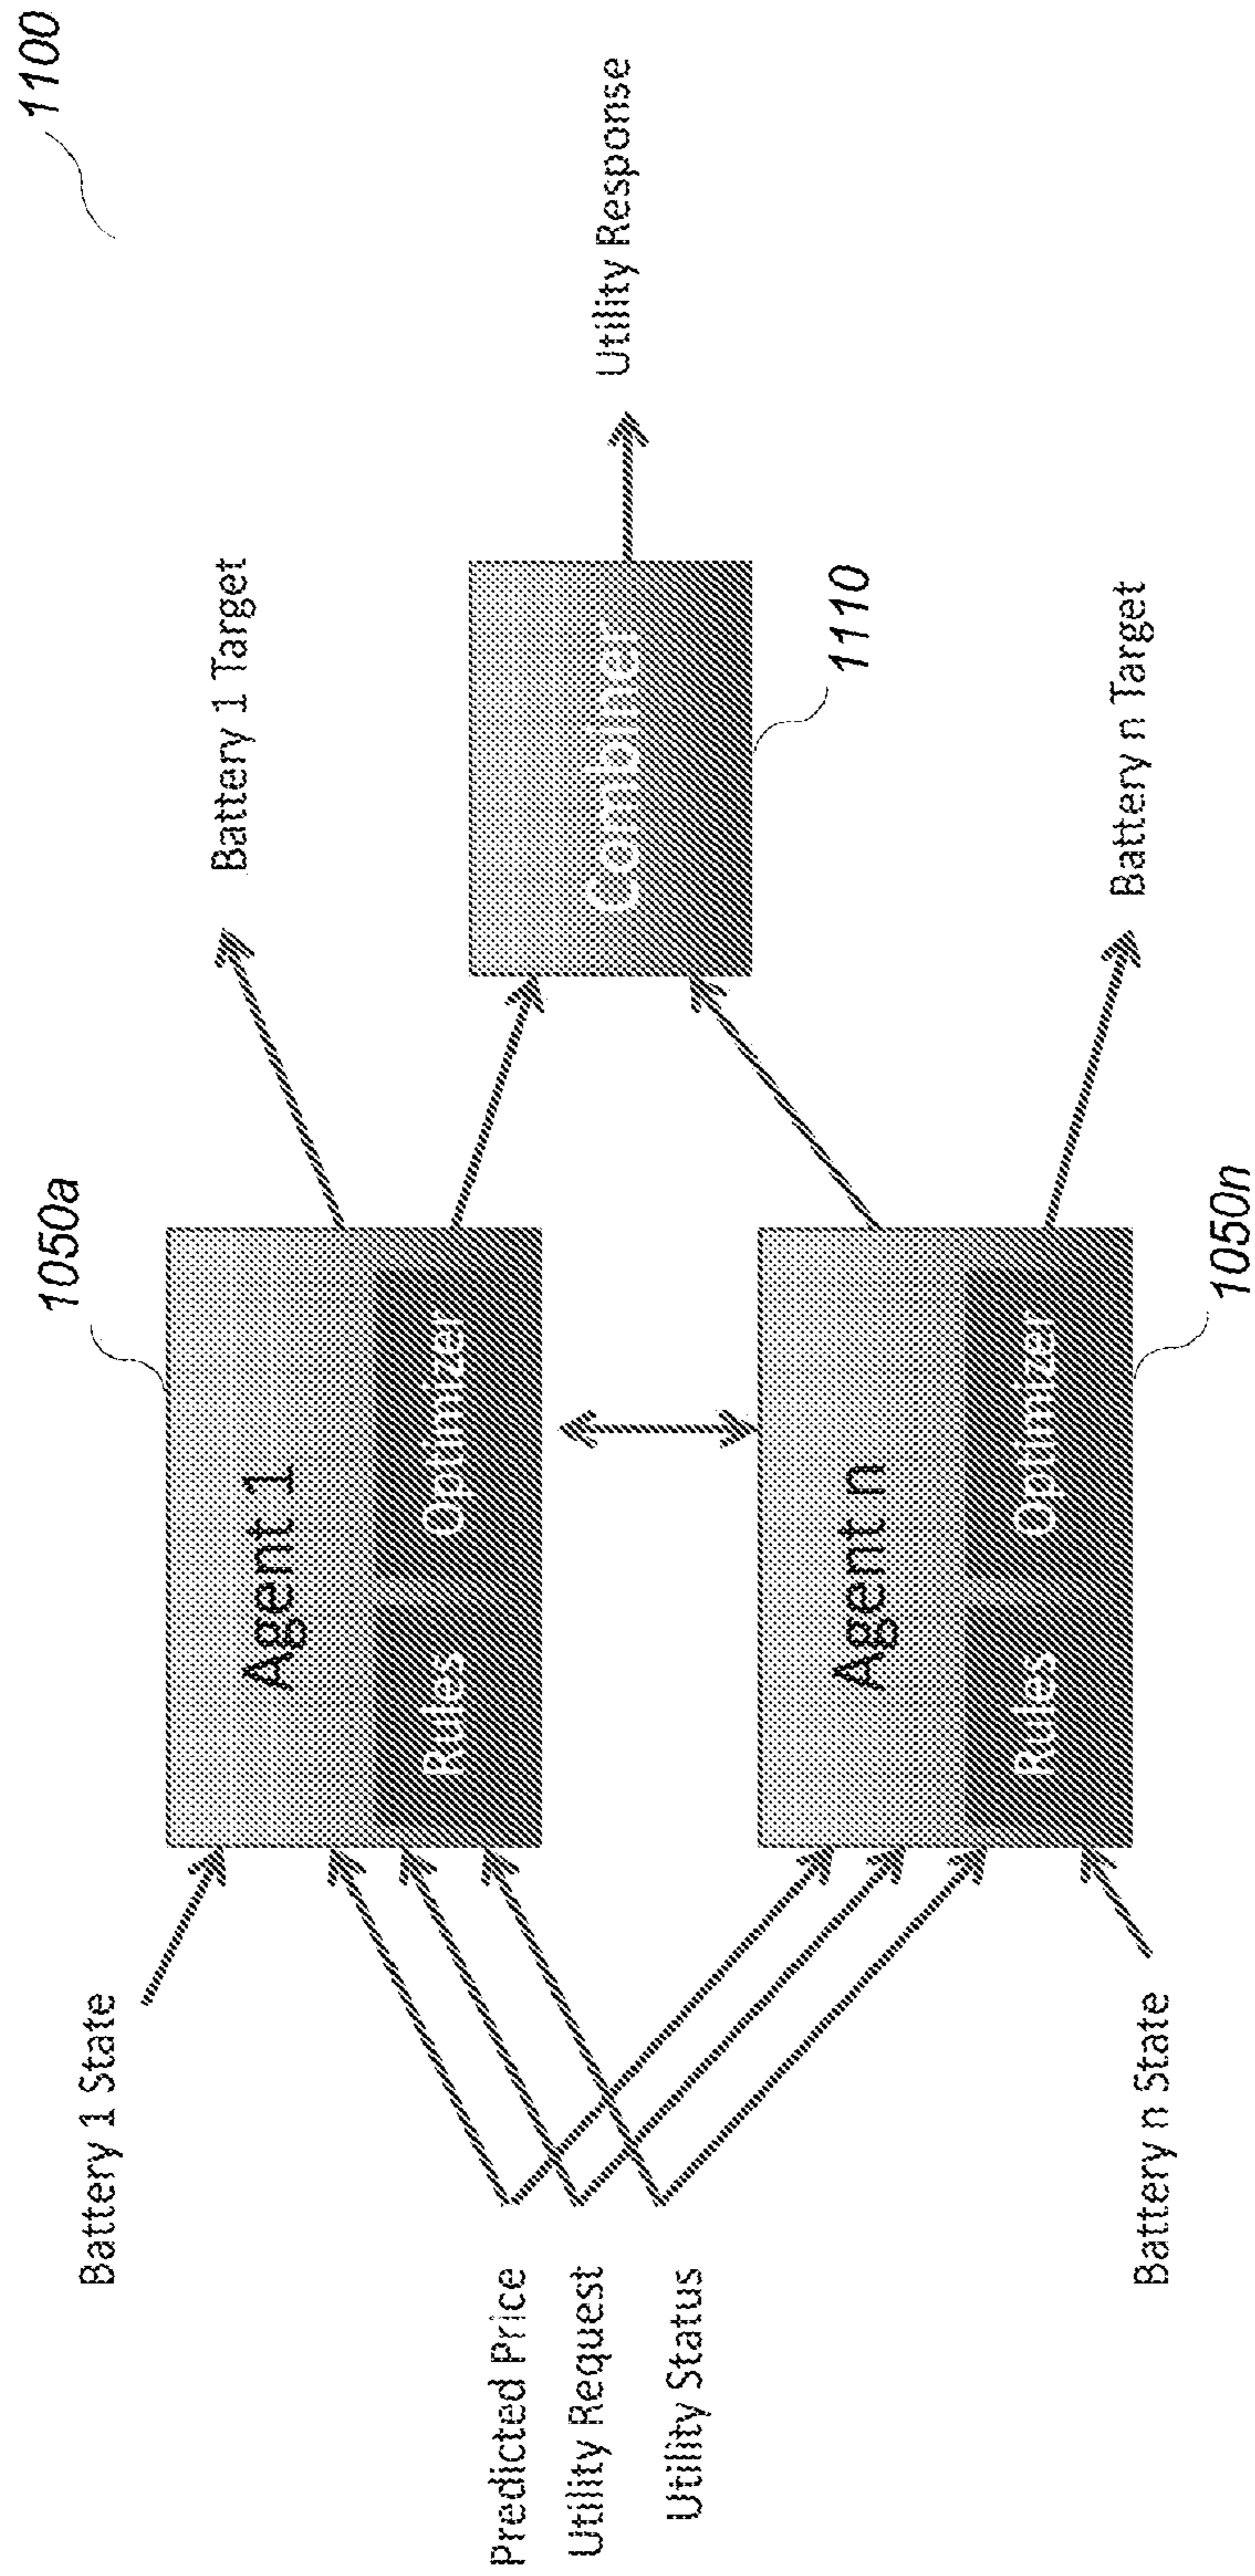 1100
1050a
Battery 1 State
Agent 1
Rules
Optimizer
Battery 1 Target
Predicted Price
Utility Request
Utility Status
Combiner
Utility Response
1110
Agent n
Rules
Optimizer
Battery n State
Battery n Target
1050n